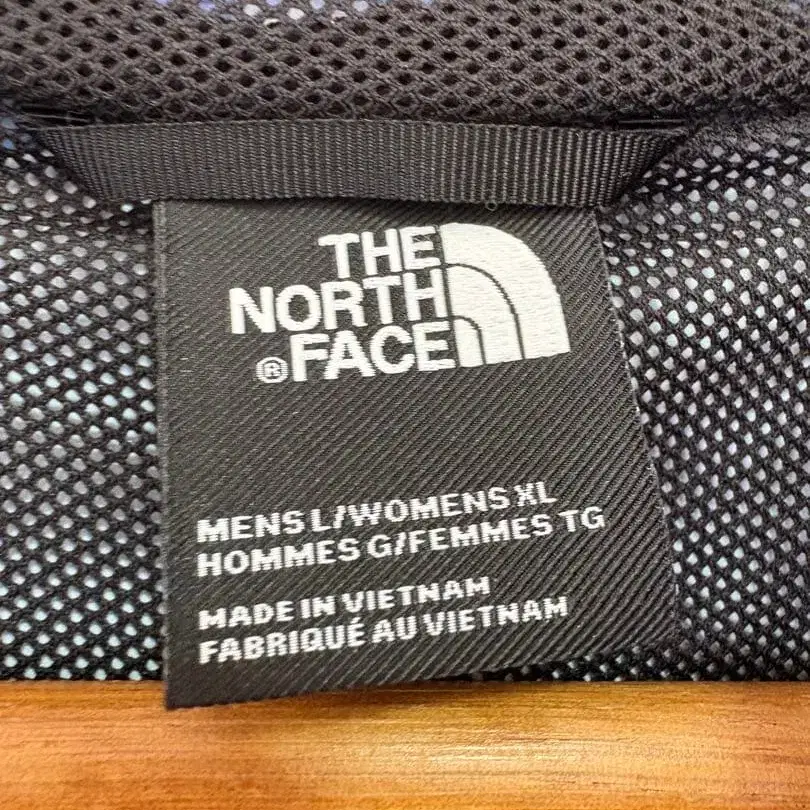 THE
NORTH
®FACE
MENS L/WOMENS XL
HOMMES G/FEMMES TG
MADE IN VIETNAM
FABRIQUÉ AU VIETNAM